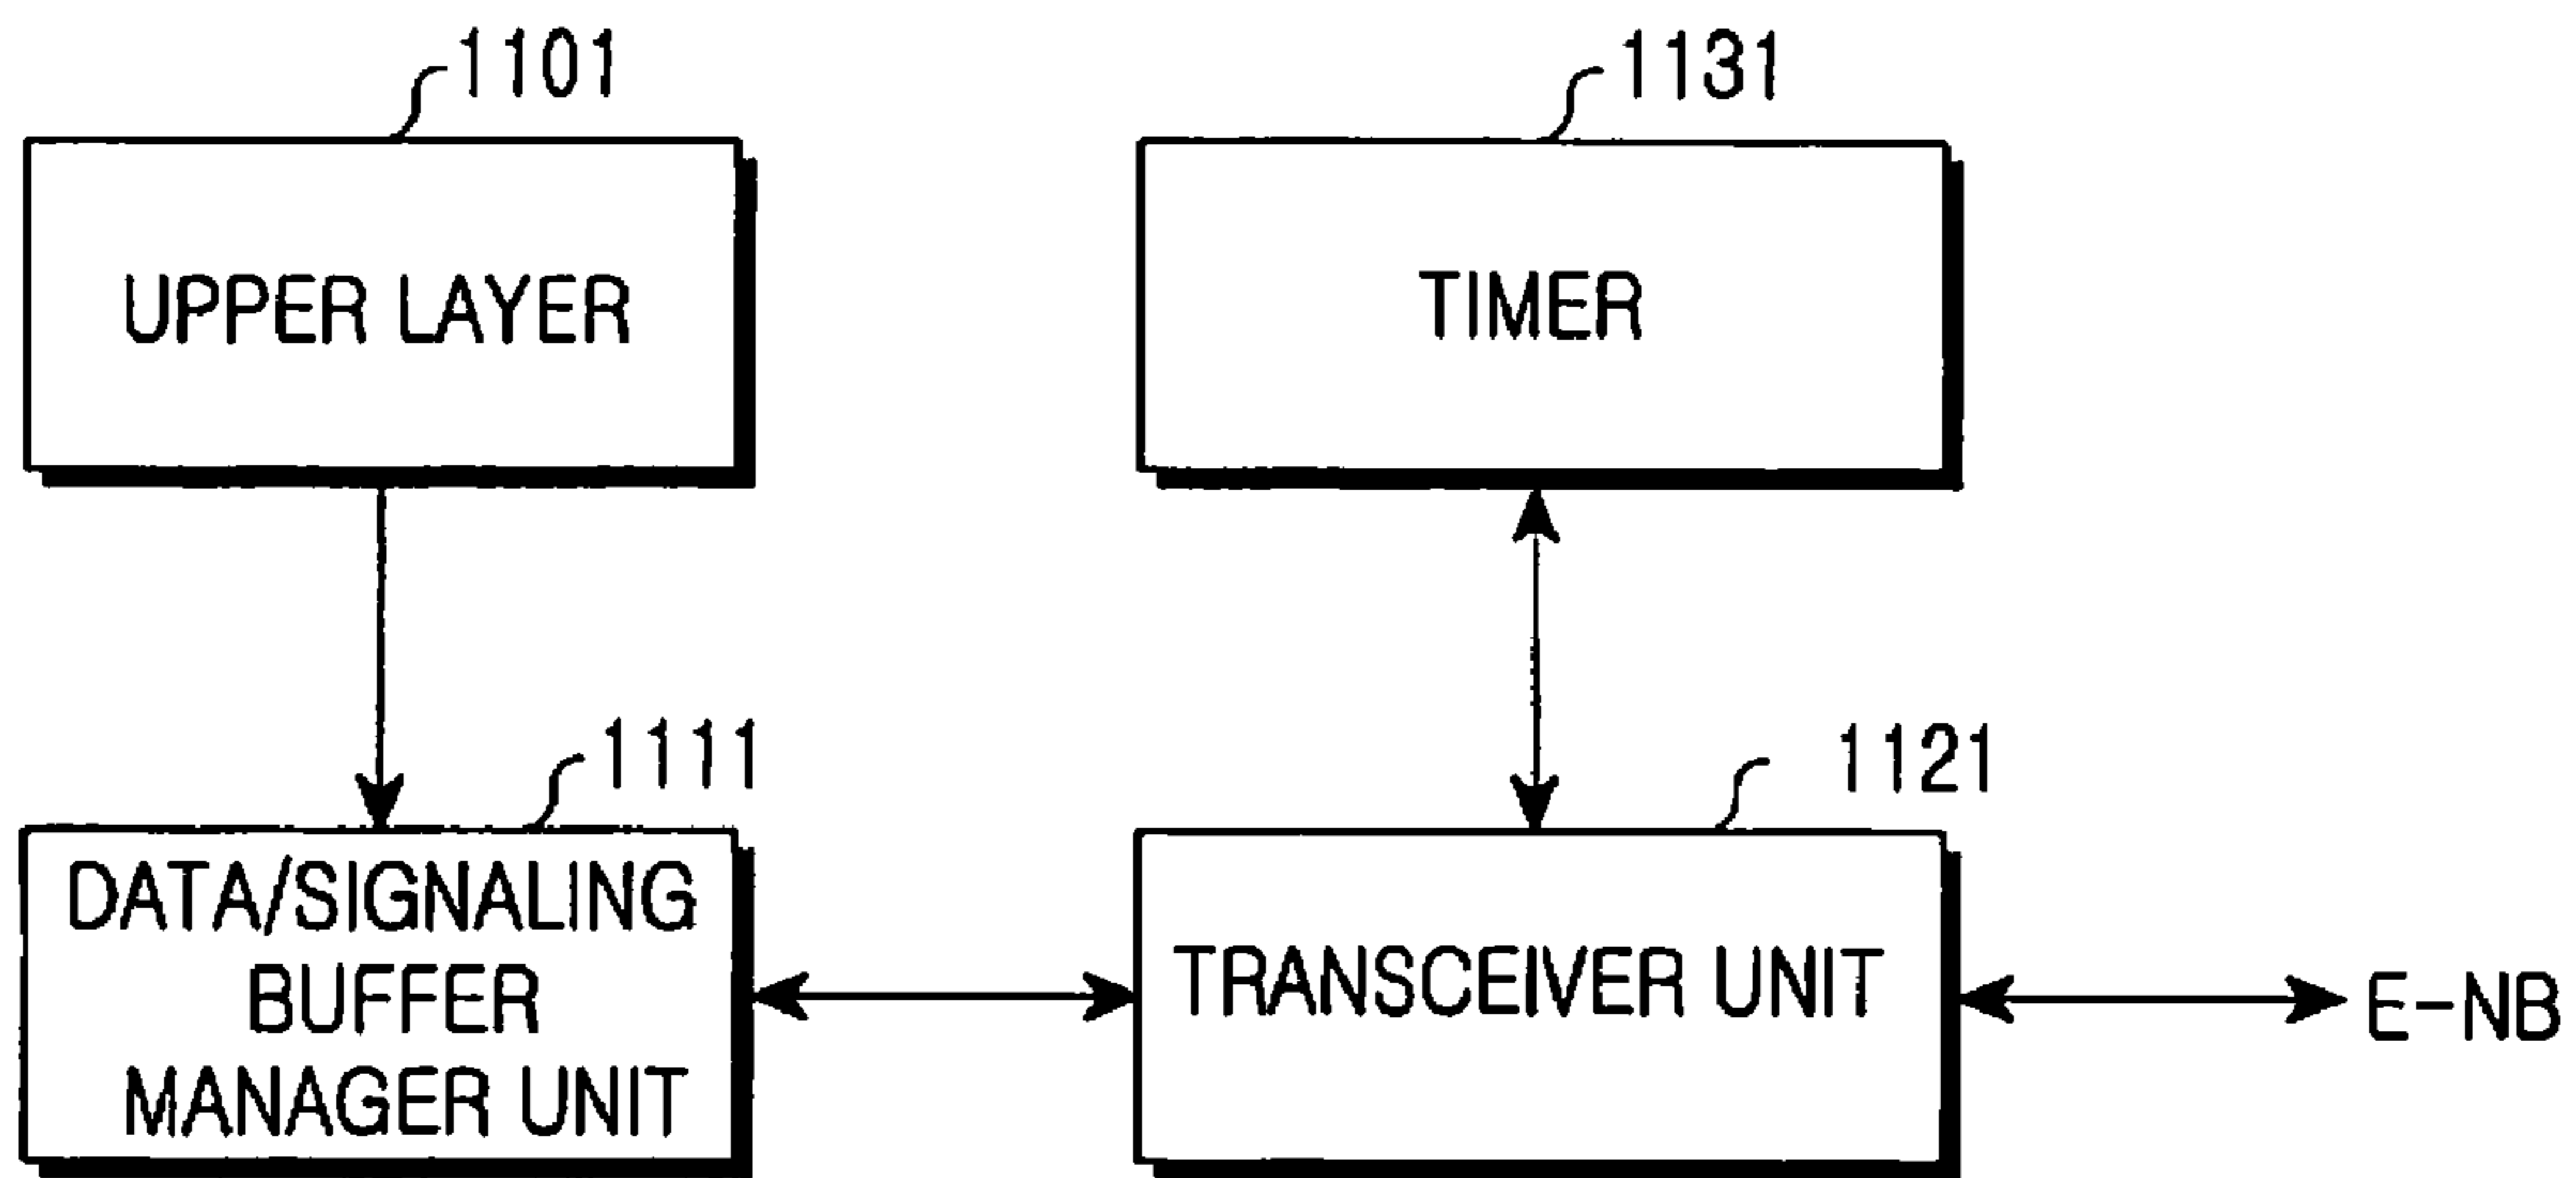 1101
1131
UPPER LAYER
TIMER
1111
1121
DATA/SIGNALING
BUFFER
MANAGER UNIT
TRANSCEIVER UNIT
E-NB